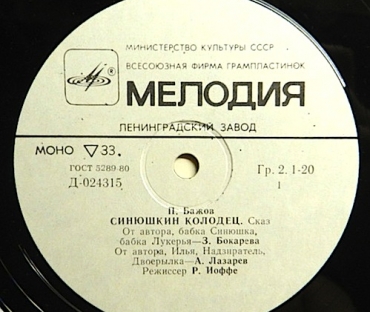 МИНИСТЕРСТВО КУЛЬТУРЫ СССР
ВСЕСОЮЗНАЯ ФИРМА ГРАМПЛАСТИНОК
МЕЛОДИЯ
ЛЕНИНГРАДСКИЙ ЗАВОД
МОНО ▽33.
ГОСТ 5289-80
Гр. 2. 1-20
Д-024315
1
П. Бажов
СИНЮШКИН КОЛОДЕЦ. Сказ
От автора, бабка Синюшка,
бабка Лукерья—З. Бокарева
От автора, Илья, Надзиратель,
Двоерылка—А. Лазарев
Режиссер Р. Иоффе